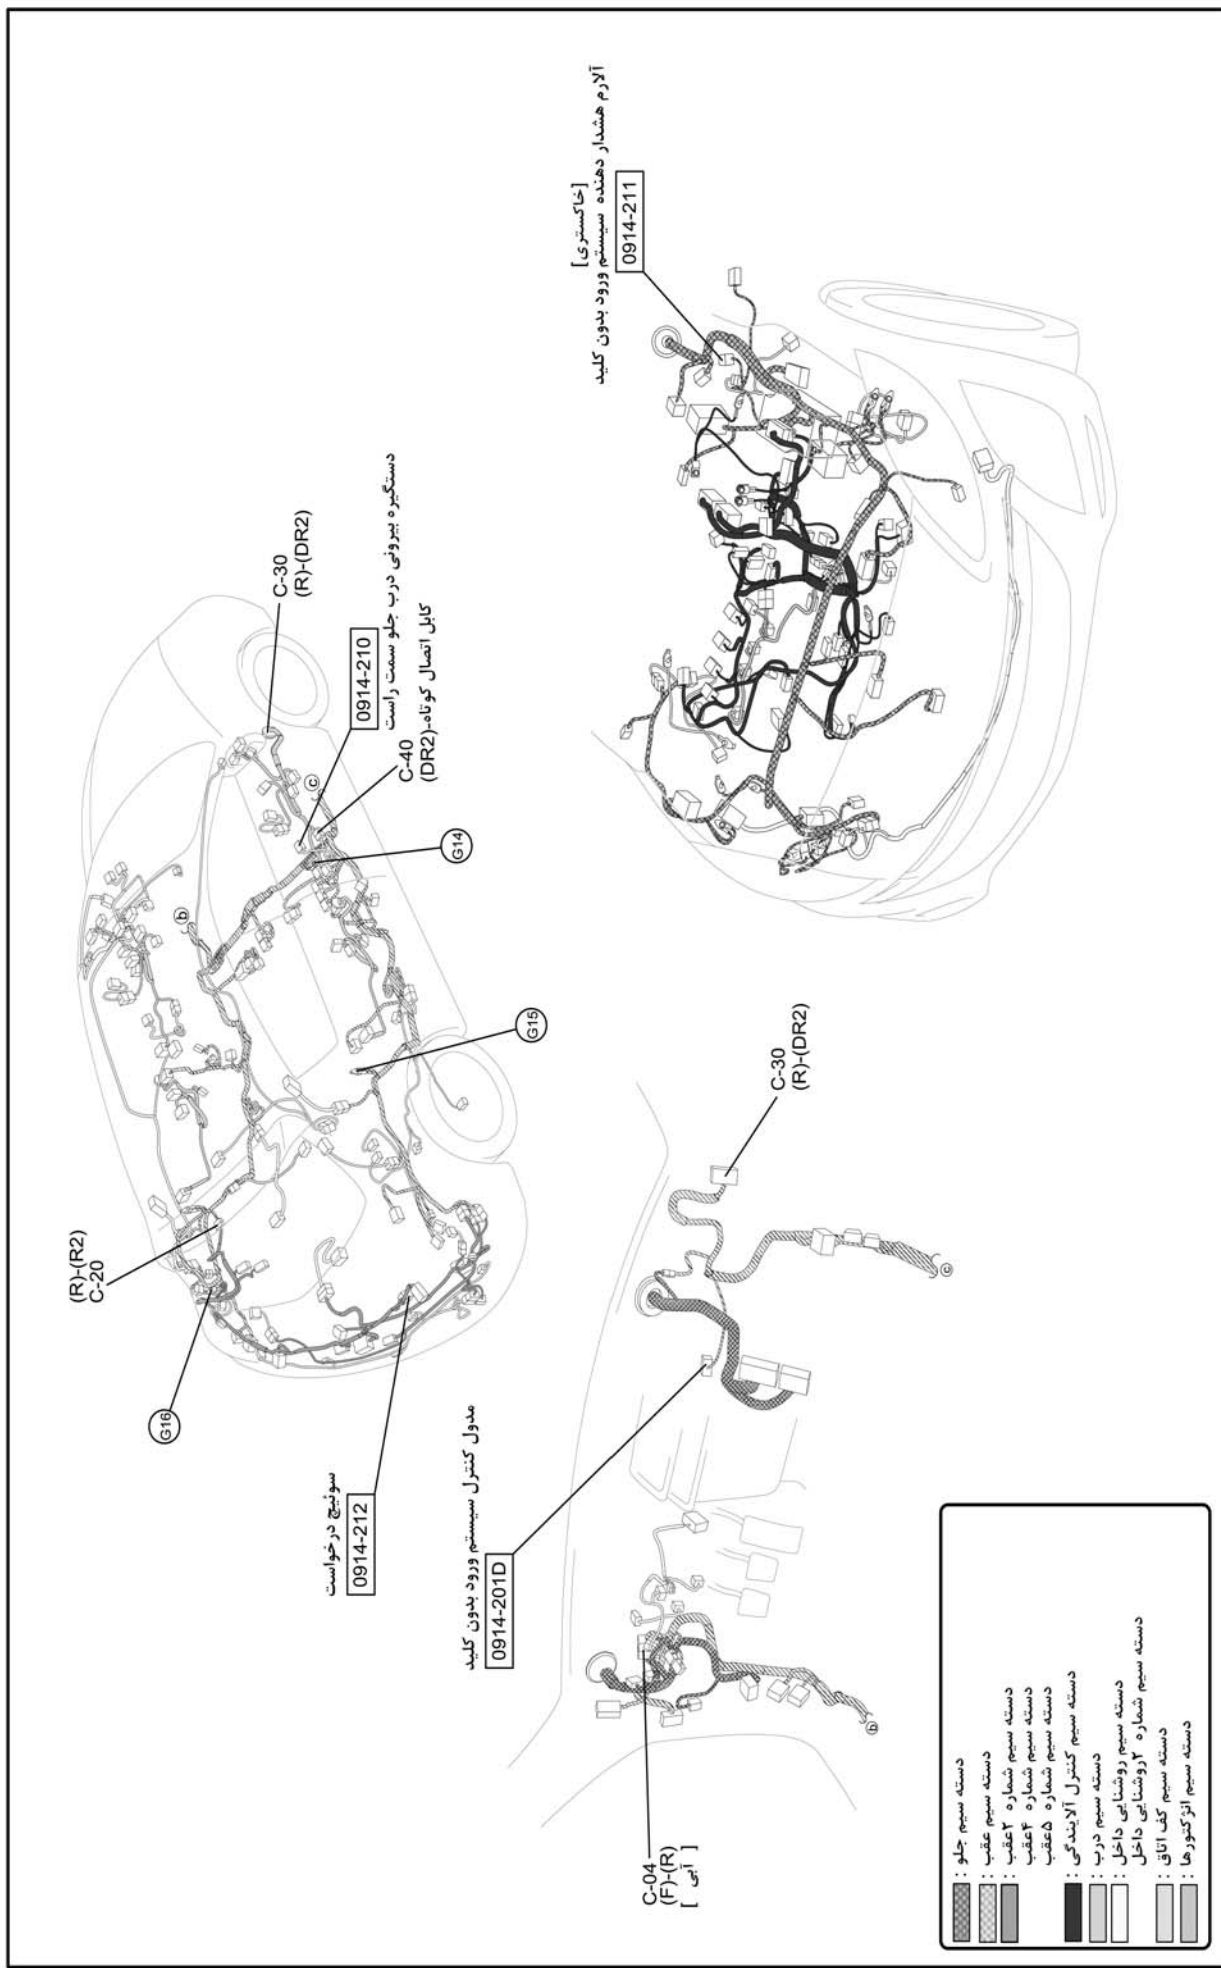 (R)-(R2)
C-20
G16
سوئیچ درخواست
0914-212
b
c
C-30
(R)-(DR2)
دستگیره بیرونی درب جلو سمت راست
0914-210
کابل اتصال کوتاه-(DR2)
C-40
G14
G15
آلارم هشدار دهنده سیستم ورود بدون کلید
[خاکستری]
0914-211
مدول کنترل سیستم ورود بدون کلید
0914-201D
C-30
(R)-(DR2)
c
b
C-04
(F)-(R)
[ آبی ]
دسته سیم جلو :
دسته سیم عقب :
دسته سیم شماره ۲عقب :
دسته سیم شماره ۴عقب
دسته سیم شماره ۵عقب
دسته سیم کنترل آلایندگی :
دسته سیم درب :
دسته سیم روشنایی داخل :
دسته سیم شماره ۲روشنایی داخل
دسته سیم کف اتاق :
دسته سیم انژکتورها :